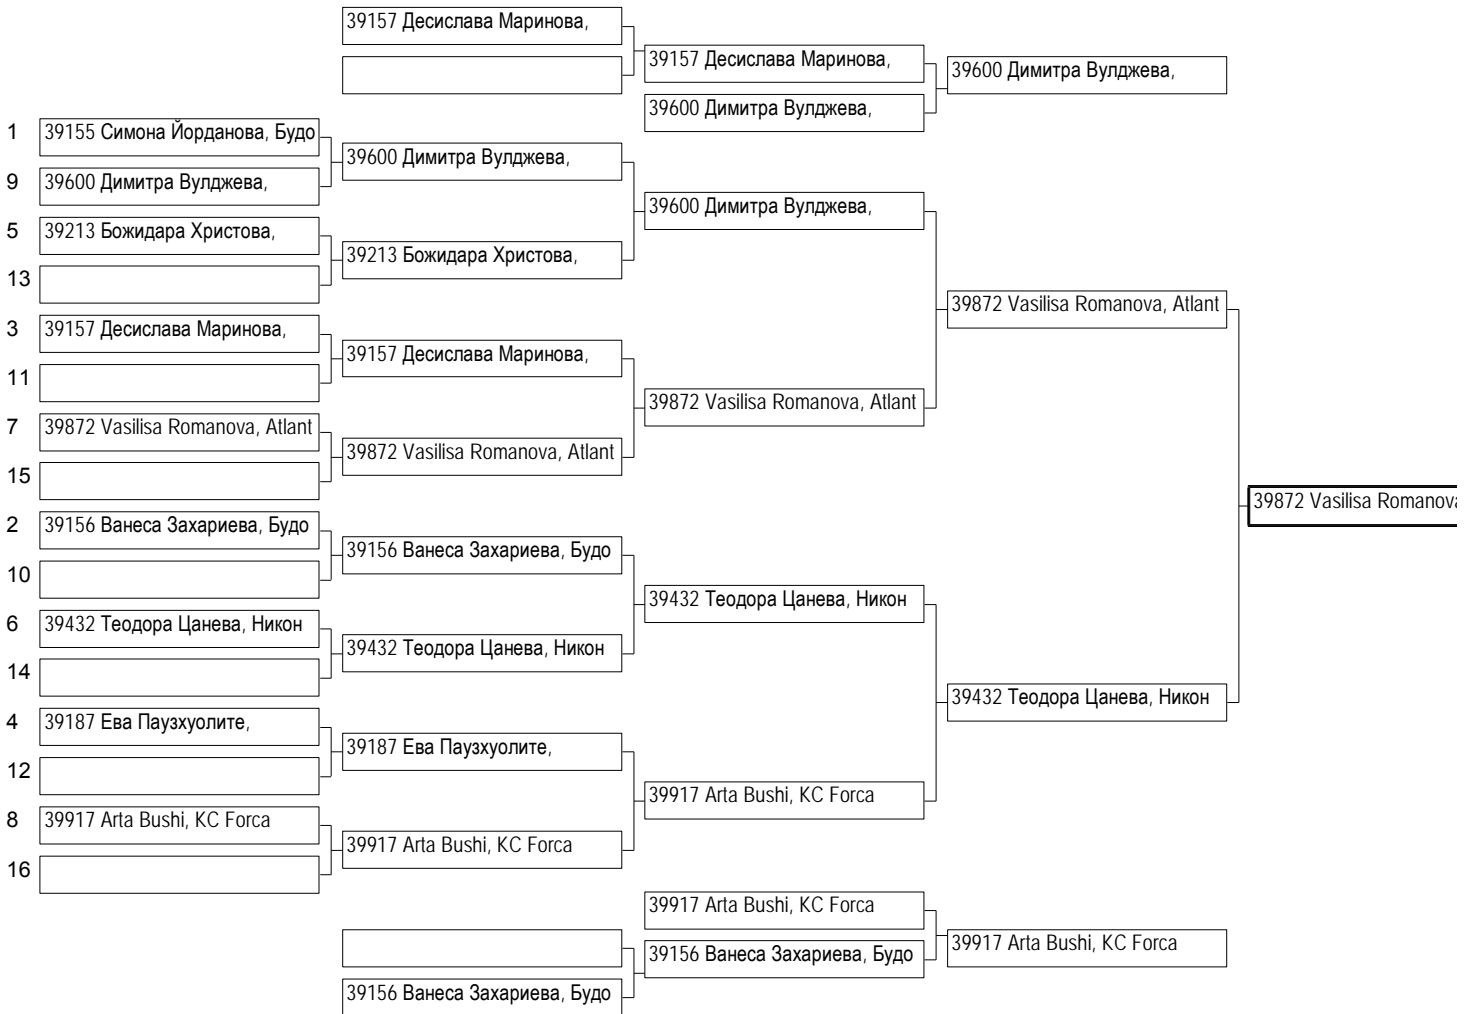 39157 Десислава Маринова,
39157 Десислава Маринова,
39600 Димитра Вулджева,
39600 Димитра Вулджева,
1 39155 Симона Йорданова, Будо
39600 Димитра Вулджева,
9 39600 Димитра Вулджева,
39600 Димитра Вулджева,
5 39213 Божидара Христова,
39213 Божидара Христова,
13
39872 Vasilisa Romanova, Atlant
3 39157 Десислава Маринова,
39157 Десислава Маринова,
11
39872 Vasilisa Romanova, Atlant
7 39872 Vasilisa Romanova, Atlant
39872 Vasilisa Romanova, Atlant
15
39872 Vasilisa Romanova
2 39156 Ванеса Захариева, Будо
39156 Ванеса Захариева, Будо
10
39432 Теодора Цанева, Никон
6 39432 Теодора Цанева, Никон
39432 Теодора Цанева, Никон
14
39432 Теодора Цанева, Никон
4 39187 Ева Паузхуолите,
39187 Ева Паузхуолите,
12
39917 Arta Bushi, KC Forca
8 39917 Arta Bushi, KC Forca
39917 Arta Bushi, KC Forca
16
39917 Arta Bushi, KC Forca
39917 Arta Bushi, KC Forca
39156 Ванеса Захариева, Будо
39156 Ванеса Захариева, Будо